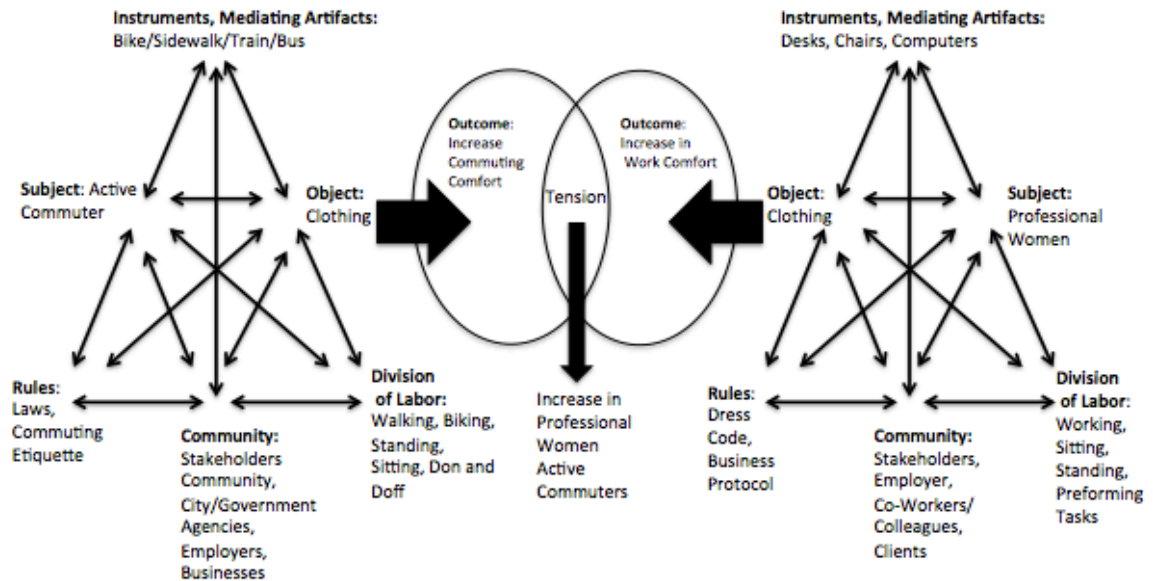 Instruments, Mediating Artifacts:
Bike/Sidewalk/Train/Bus
Instruments, Mediating Artifacts:
Desks, Chairs, Computers
Outcome:
Increase
Commuting
Comfort
Outcome:
Increase in
Work Comfort
Tension
Subject: Active
Commuter
Object:
Clothing
Object:
Clothing
Subject:
Professional
Women
Rules:
Laws,
Commuting
Etiquette
Community:
Stakeholders
Community,
City/Government
Agencies,
Employers,
Businesses
Division
of Labor:
Walking, Biking,
Standing,
Sitting, Don and
Doff
Increase in
Professional
Women
Active
Commuters
Rules:
Dress
Code,
Business
Protocol
Community:
Stakeholders,
Employer,
Co-Workers/
Colleagues,
Clients
Division
of Labor:
Working,
Sitting,
Standing,
Preforming
Tasks